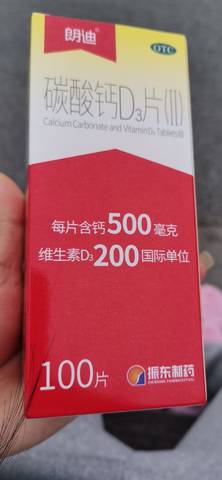 朗迪®
OTC
碳酸钙D₃片(II)
Calcium Carbonate and Vitamin D₃ Tablets(II)
每片含钙500毫克
维生素D₃200国际单位
100片
振东制药
ZHENDONG PHARMACEUTICAL